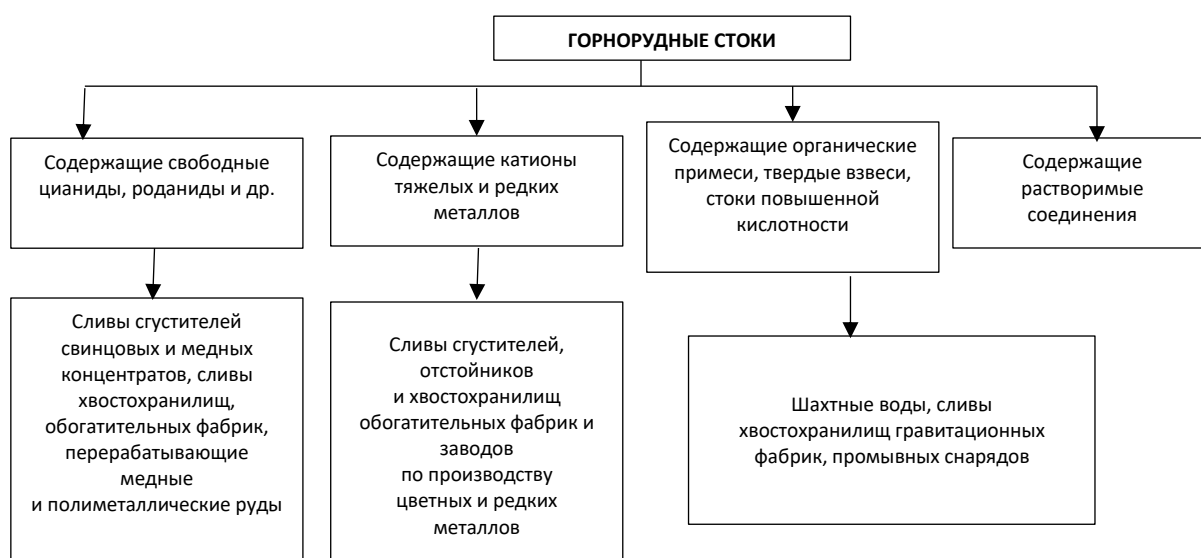 ГОРНОРУДНЫЕ СТОКИ
Содержащие свободные
цианиды, роданиды и др.
Содержащие катионы
тяжелых и редких
металлов
Содержащие органические
примеси, твердые взвеси,
стоки повышенной
кислотности
Содержащие
растворимые
соединения
Сливы сгустителей
свинцовых и медных
концентратов, сливы
хвостохранилищ,
обогатительных фабрик,
перерабатывающие
медные
и полиметаллические руды
Сливы сгустителей,
отстойников
и хвостохранилищ
обогатительных фабрик и
заводов
по производству
цветных и редких
металлов
Шахтные воды, сливы
хвостохранилищ гравитационных
фабрик, промывных снарядов